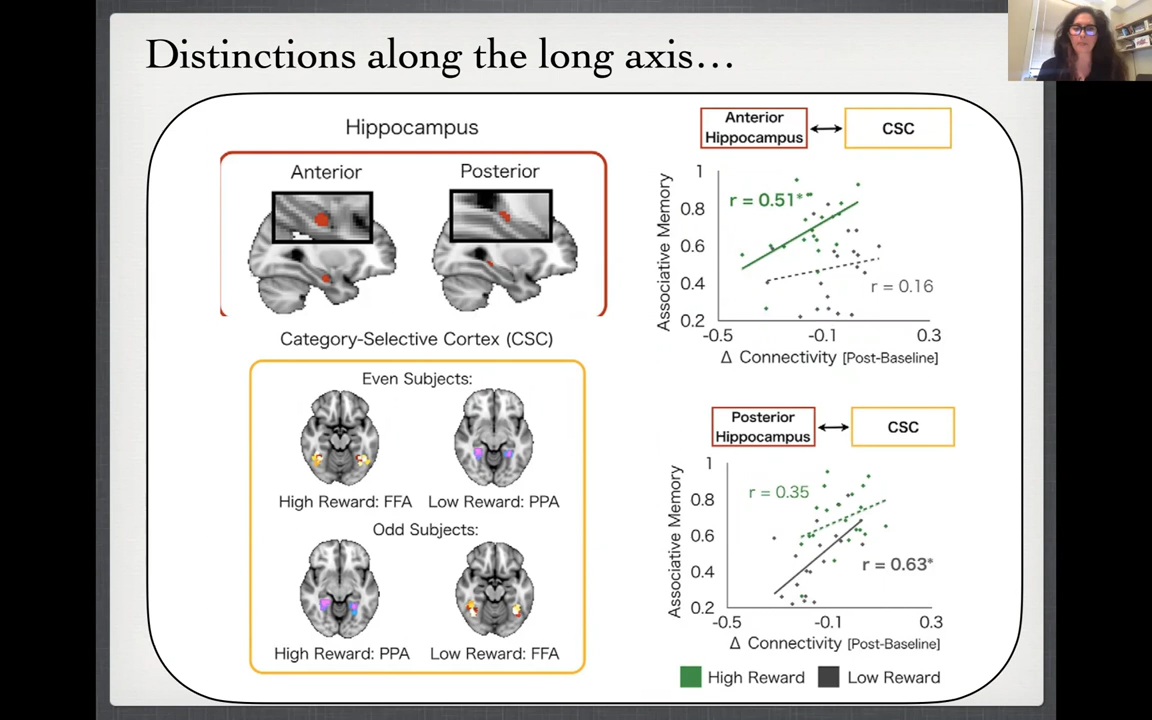 Distinctions along the long axis...
Hippocampus
Anterior
Posterior
Category-Selective Cortex (CSC)
Even Subjects:
High Reward: FFA
Low Reward: PPA
Odd Subjects:
High Reward: PPA
Low Reward: FFA
Anterior
Hippocampus
CSC
Associative Memory
1
0.8
0.6
0.4
0.2
r = 0.51*
r = 0.16
-0.5
-0.1
0.3
Δ Connectivity [Post-Baseline]
Posterior
Hippocampus
CSC
Associative Memory
1
0.8
0.6
0.4
0.2
r = 0.35
r = 0.63*
-0.5
-0.1
0.3
Δ Connectivity [Post-Baseline]
High Reward
Low Reward